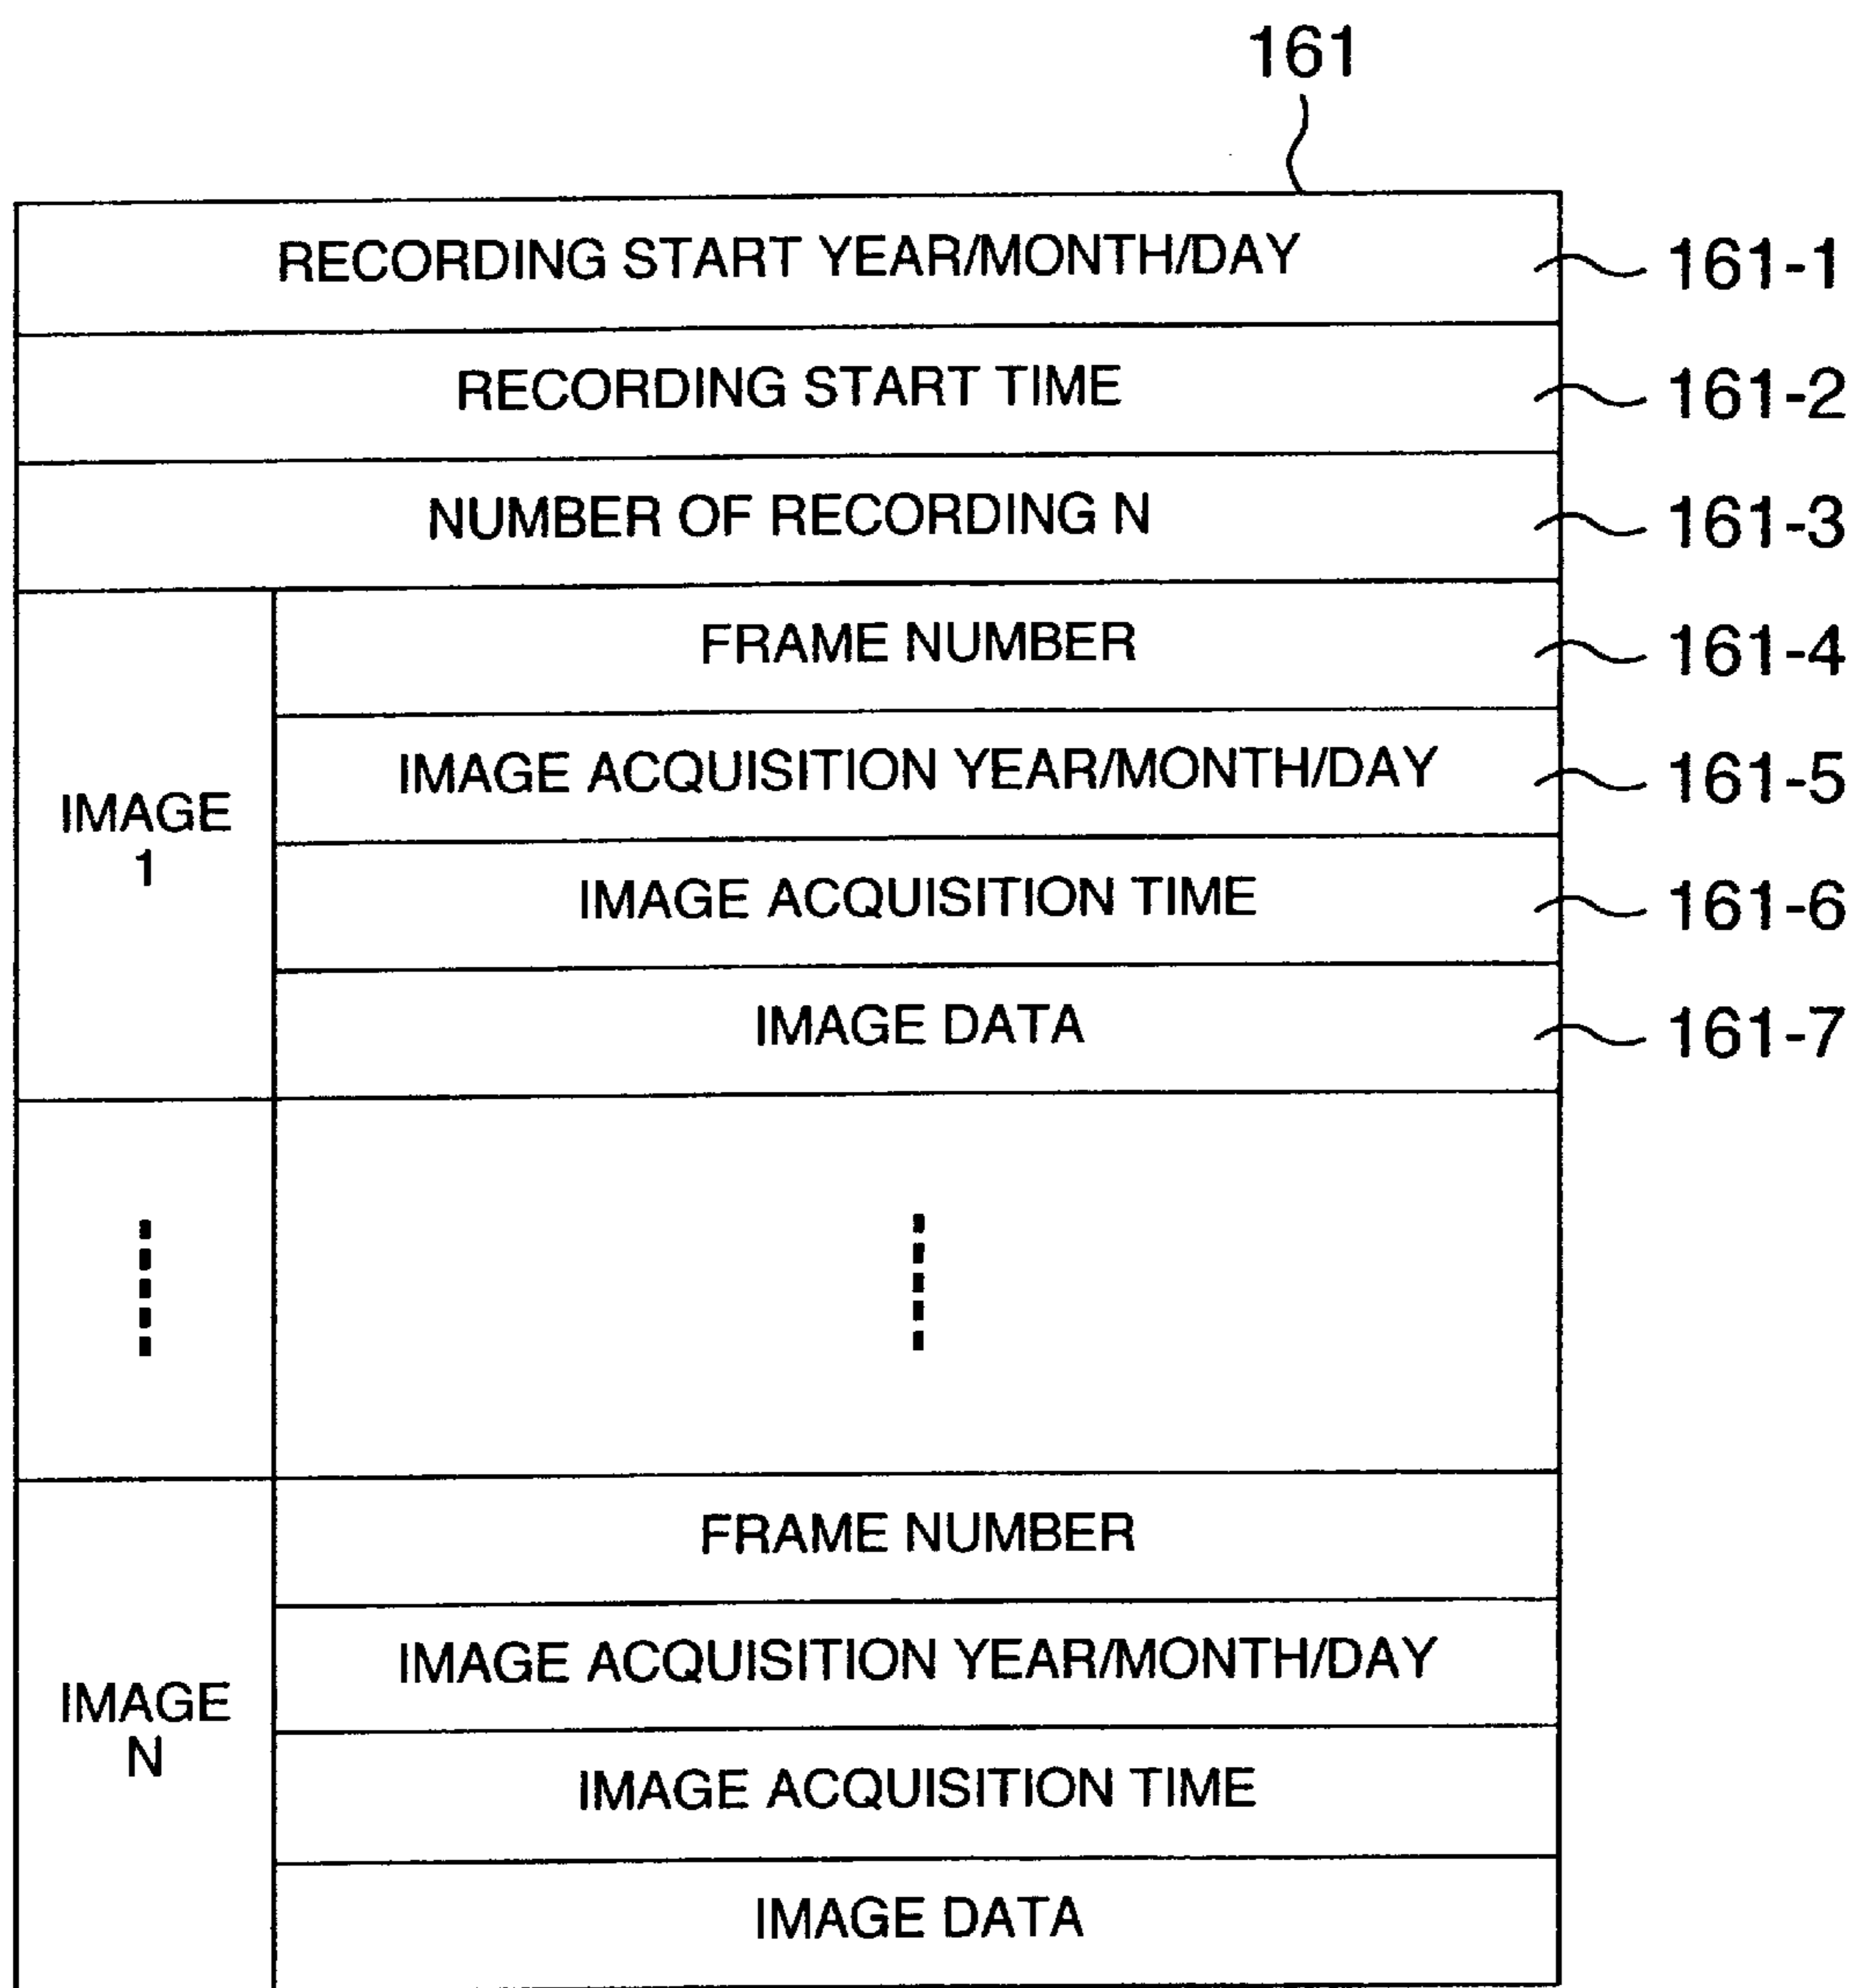 161
RECORDING START YEAR/MONTH/DAY 161-1
RECORDING START TIME 161-2
NUMBER OF RECORDING N 161-3
IMAGE
1
FRAME NUMBER 161-4
IMAGE ACQUISITION YEAR/MONTH/DAY 161-5
IMAGE ACQUISITION TIME 161-6
IMAGE DATA 161-7
IMAGE
N
FRAME NUMBER
IMAGE ACQUISITION YEAR/MONTH/DAY
IMAGE ACQUISITION TIME
IMAGE DATA